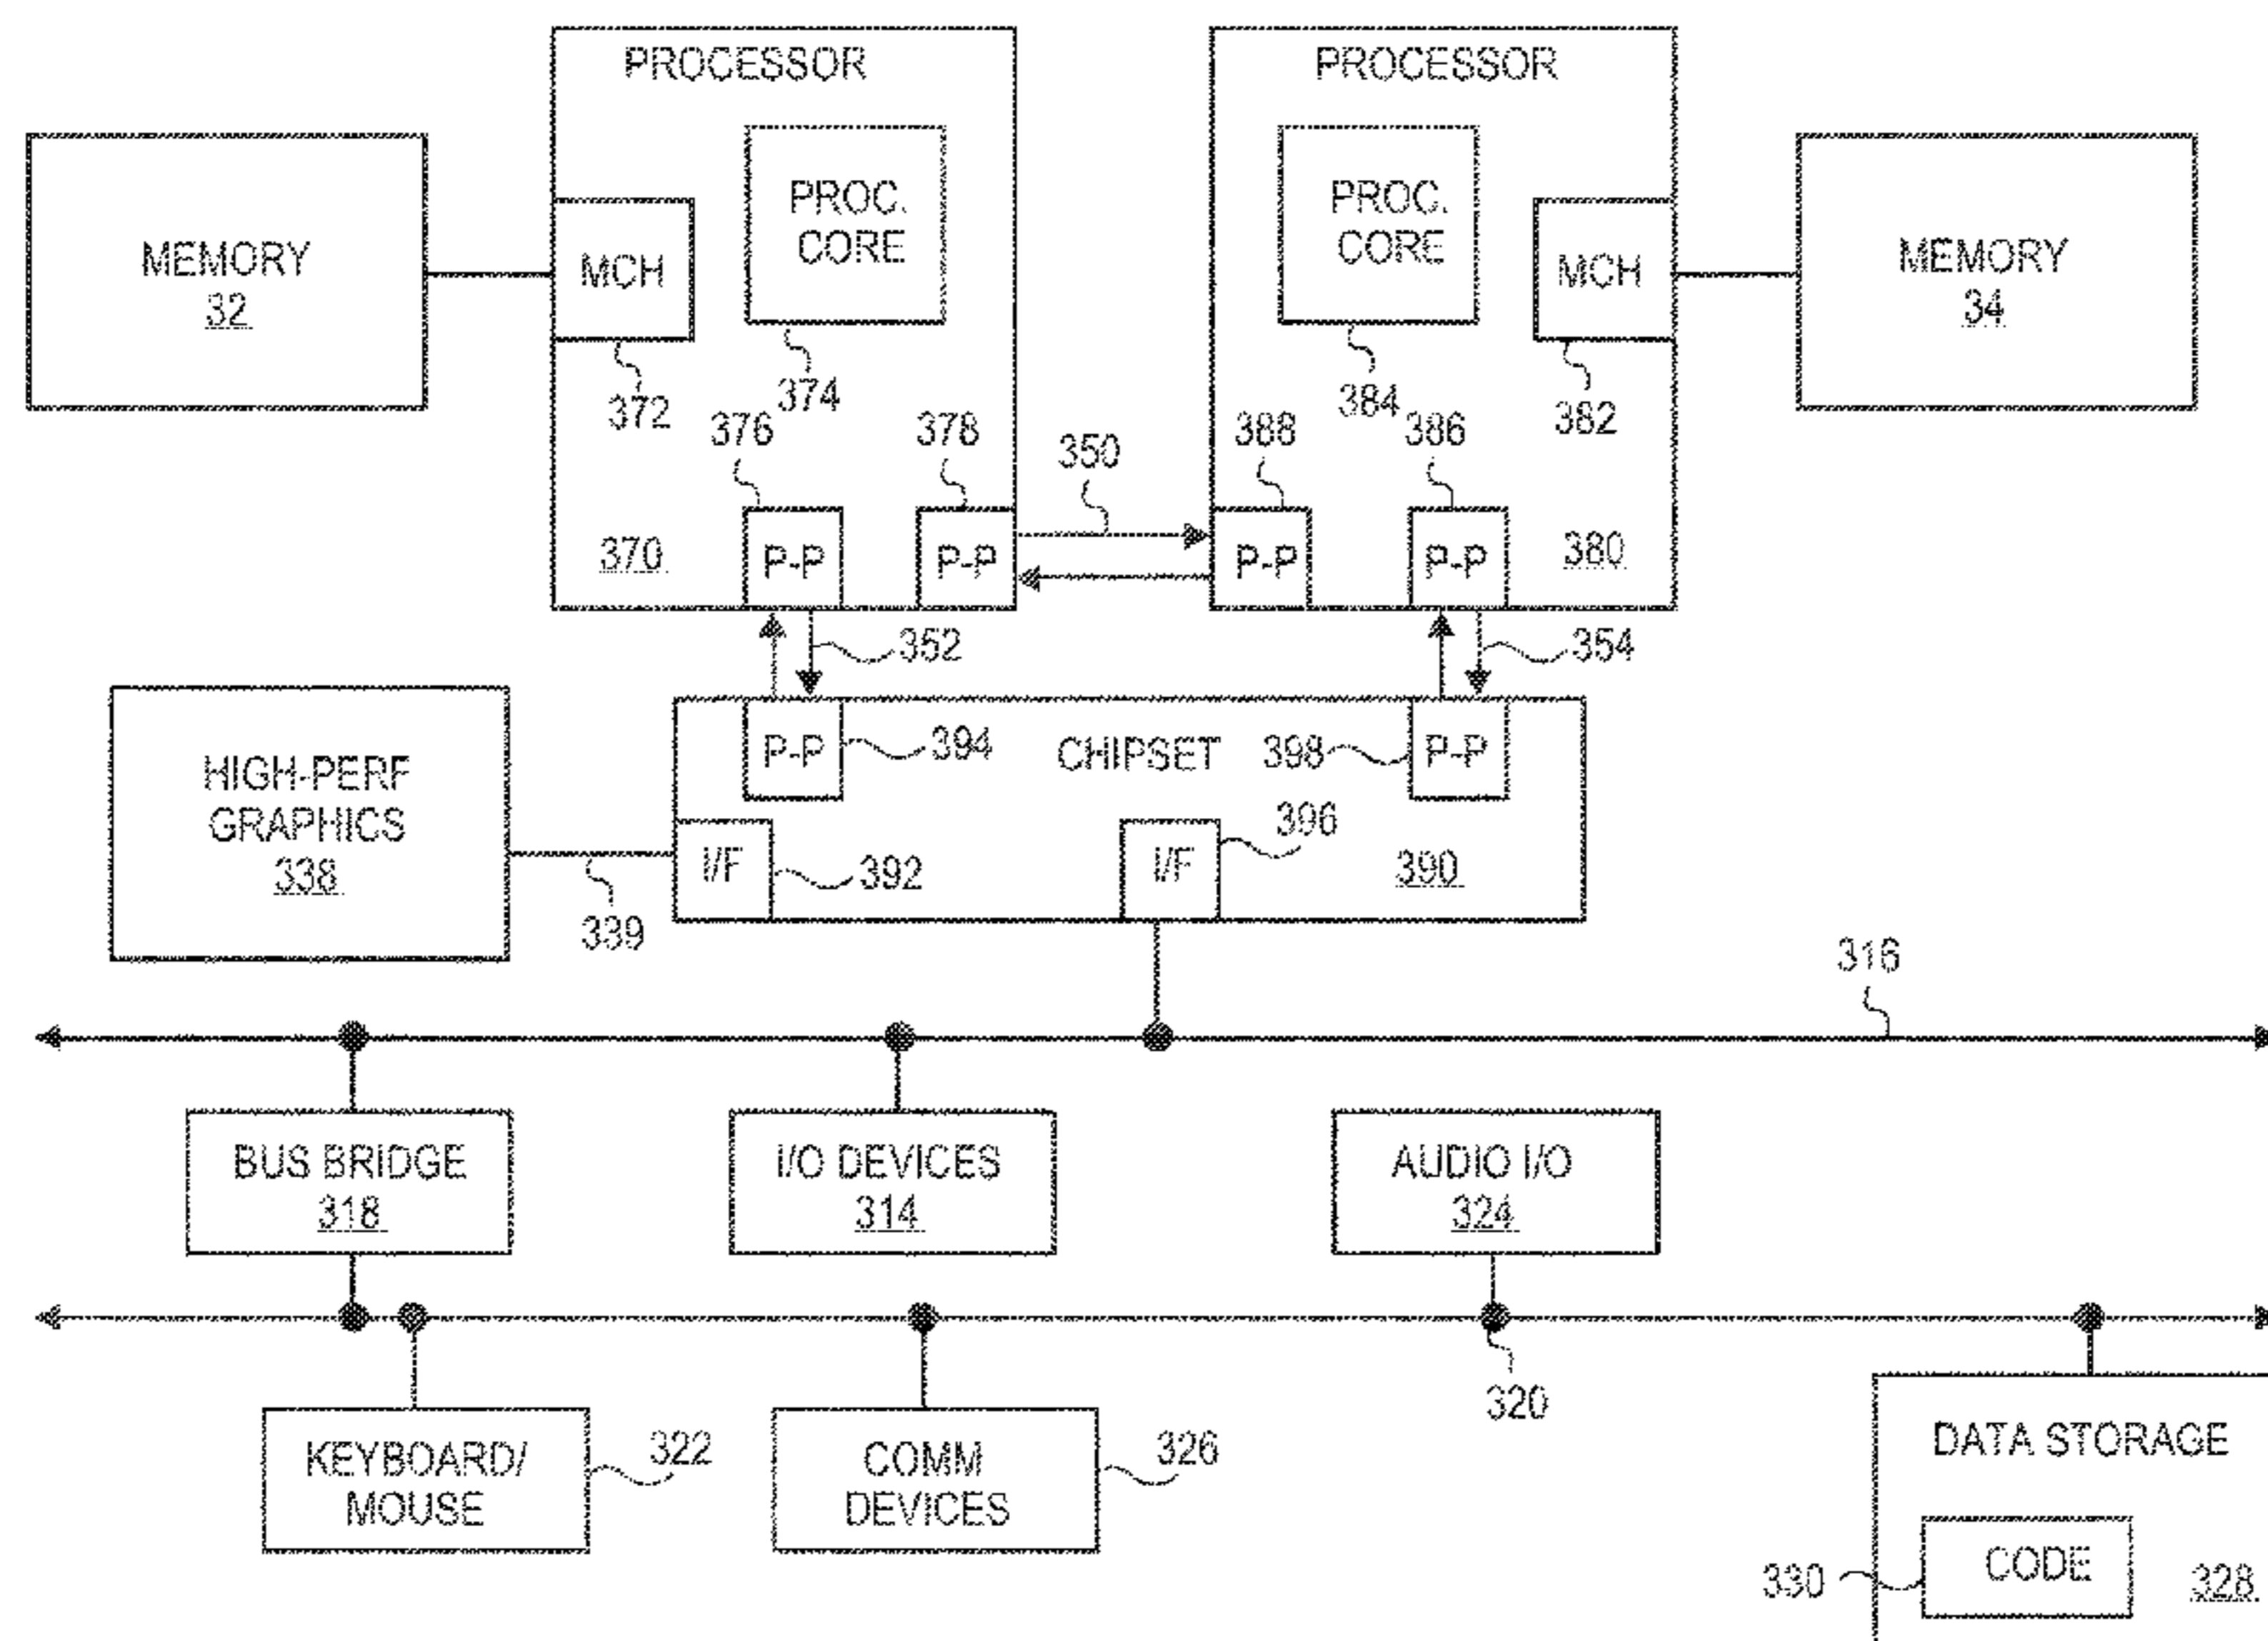 PROCESSOR
PROCESSOR
PROC.
CORE
PROC.
CORE
MEMORY
32
MCH
MCH
MEMORY
34
372
374
384
382
376
378
350
388
386
370
P-P
P-P
P-P
P-P
380
352
354
HIGH-PERF
GRAPHICS
338
P-P
394
CHIPSET
398
P-P
396
I/F
392
I/F
390
339
316
BUS BRIDGE
318
I/O DEVICES
314
AUDIO I/O
324
320
KEYBOARD/
MOUSE
322
COMM
DEVICES
326
DATA STORAGE
330
CODE
328